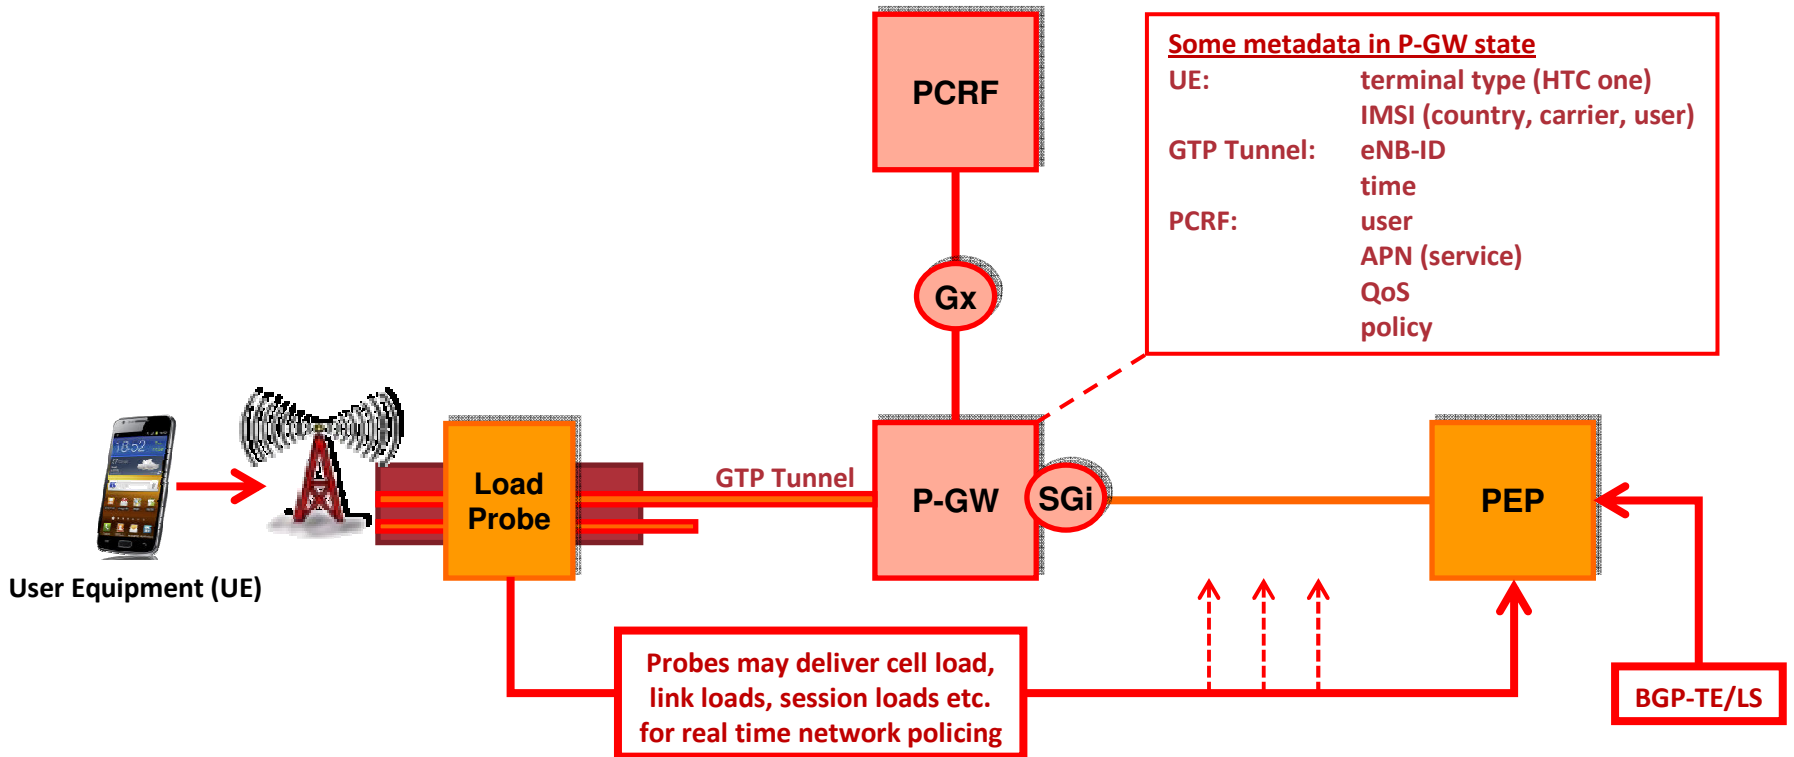 PCRF
Some metadata in P-GW state
UE: terminal type (HTC one)
IMSI (country, carrier, user)
GTP Tunnel: eNB-ID
time
PCRF: user
APN (service)
QoS
policy
Gx
18:52
Load
Probe
GTP Tunnel
P-GW
SGi
PEP
User Equipment (UE)
Probes may deliver cell load,
link loads, session loads etc.
for real time network policing
BGP-TE/LS